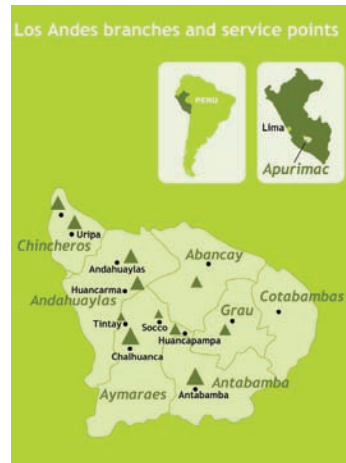 Los Andes branches and service points
PERU
Lima
Apurimac
Uripa
Chincheros
Andahuaylas
Abancay
Huancarma
Andahuaylas
Cotabambas
Grau
Tintay
Socco
Huancapampa
Chalhuanca
Antabamba
Aymaraes
Antabamba